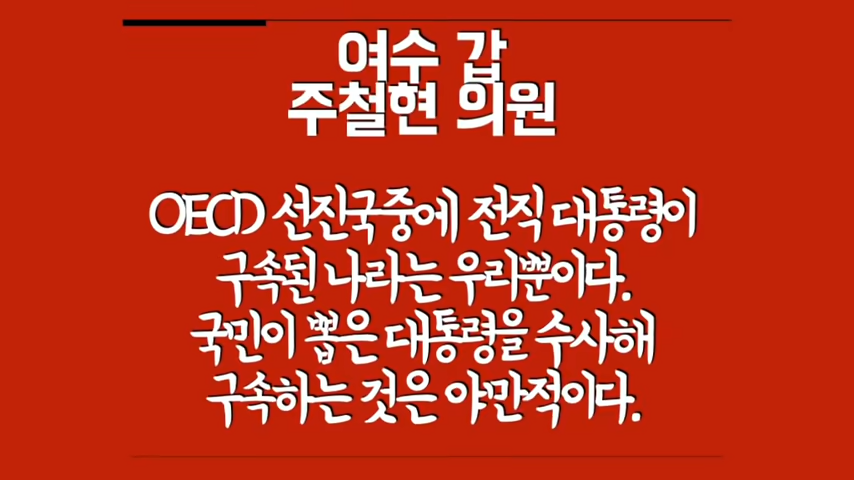 여수 갑
주철현 의원
OECD 선진국중에 전직 대통령이
구속된 나라는 우리뿐이다.
국민이 뽑은 대통령을 수사해
구속하는 것은 야만적이다.